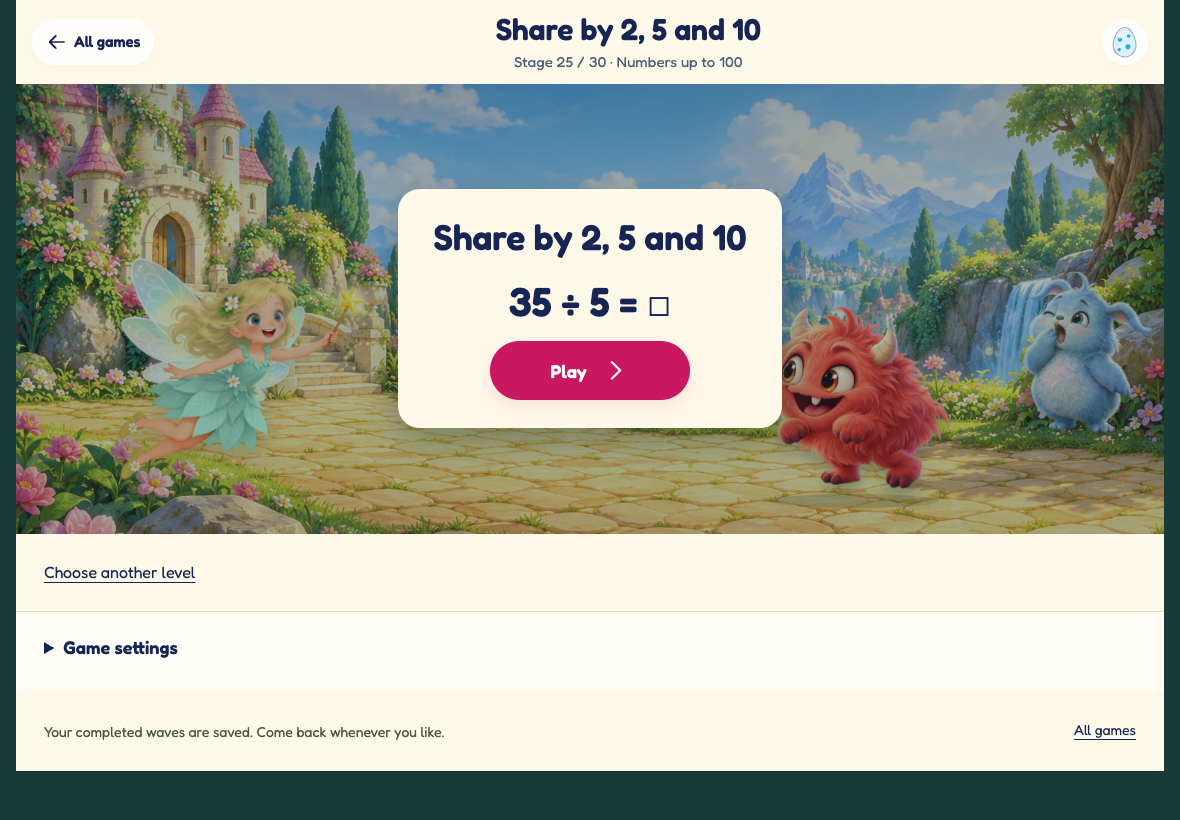 All games
Share by 2, 5 and 10
Stage 25 / 30 · Numbers up to 100
Share by 2, 5 and 10
35 ÷ 5 = □
Play
Choose another level
Game settings
Your completed waves are saved. Come back whenever you like.
All games